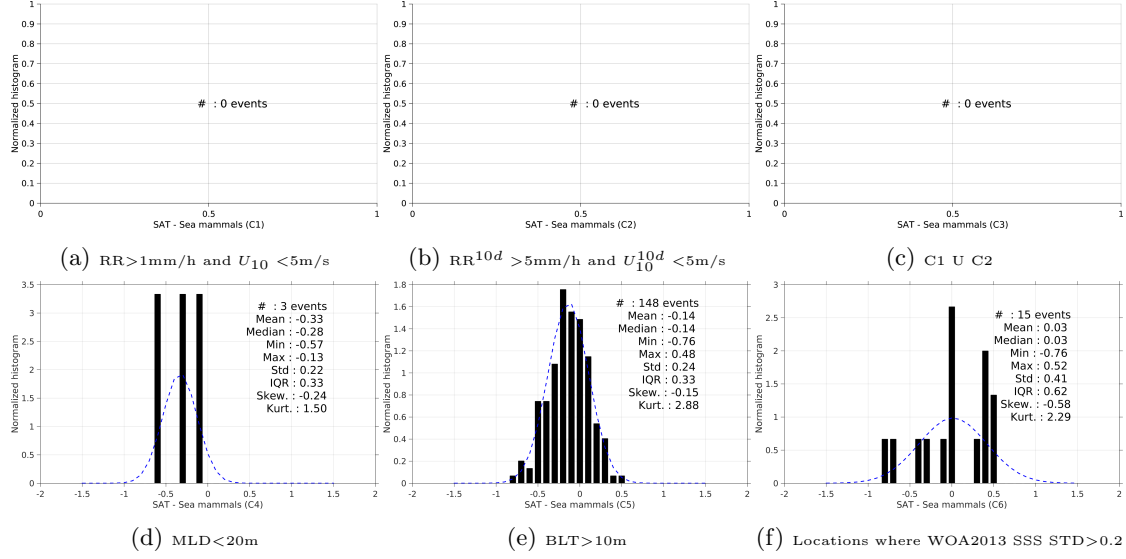 Normalized histogram
1
0.9
0.8
0.7
0.6
0.5
0.4
0.3
0.2
0.1
0
# : 0 events
0 0.5 1
SAT - Sea mammals (C1)
(a) RR>1mm/h and U10 <5m/s
Normalized histogram
1
0.9
0.8
0.7
0.6
0.5
0.4
0.3
0.2
0.1
0
# : 0 events
0 0.5 1
SAT - Sea mammals (C2)
(b) RR^10d >5mm/h and U10^10d <5m/s
Normalized histogram
1
0.9
0.8
0.7
0.6
0.5
0.4
0.3
0.2
0.1
0
# : 0 events
0 0.5 1
SAT - Sea mammals (C3)
(c) C1 U C2
Normalized histogram
3.5
3
2.5
2
1.5
1
0.5
0
# : 3 events
Mean : -0.33
Median : -0.28
Min : -0.57
Max : -0.13
Std : 0.22
IQR : 0.33
Skew. : -0.24
Kurt. : 1.50
-2 -1.5 -1 -0.5 0 0.5 1 1.5 2
SAT - Sea mammals (C4)
(d) MLD<20m
Normalized histogram
1.8
1.6
1.4
1.2
1
0.8
0.6
0.4
0.2
0
# : 148 events
Mean : -0.14
Median : -0.14
Min : -0.76
Max : 0.48
Std : 0.24
IQR : 0.33
Skew. : -0.15
Kurt. : 2.88
-2 -1.5 -1 -0.5 0 0.5 1 1.5 2
SAT - Sea mammals (C5)
(e) BLT>10m
Normalized histogram
3
2.5
2
1.5
1
0.5
0
# : 15 events
Mean : 0.03
Median : 0.03
Min : -0.76
Max : 0.52
Std : 0.41
IQR : 0.62
Skew. : -0.58
Kurt. : 2.29
-2 -1.5 -1 -0.5 0 0.5 1 1.5 2
SAT - Sea mammals (C6)
(f) Locations where WOA2013 SSS STD>0.2